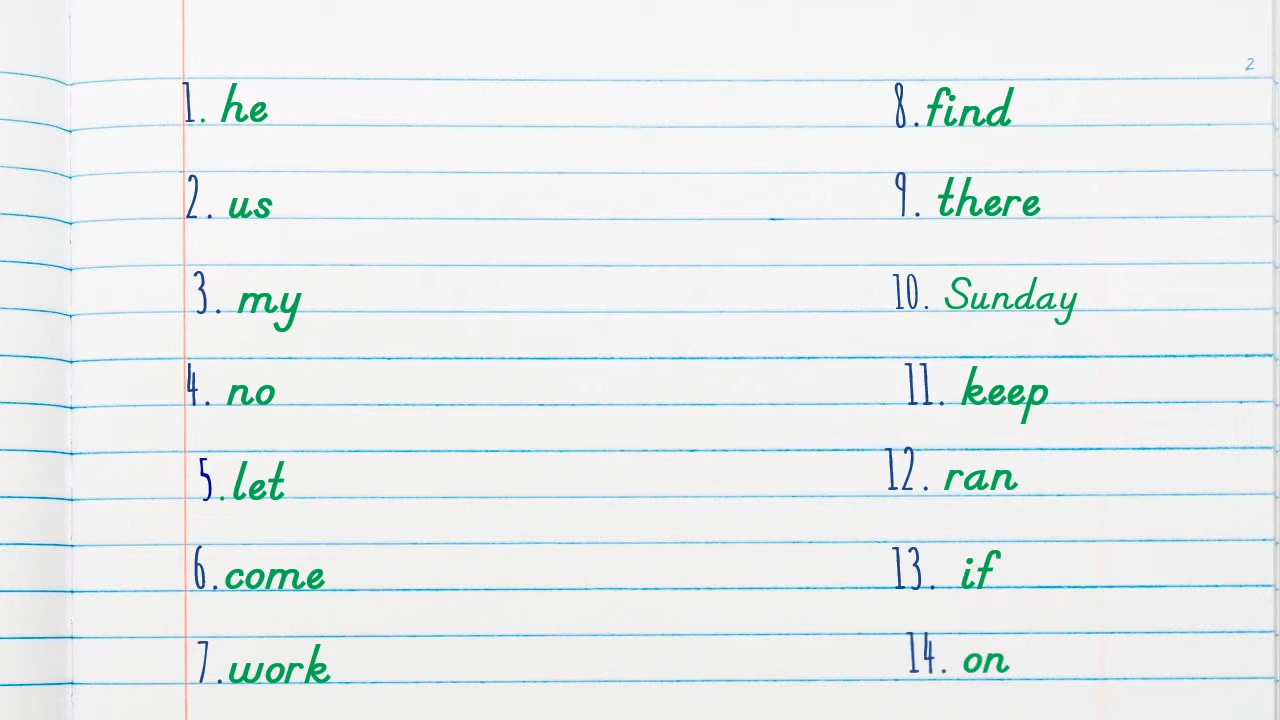 2
1. he
2. us
3. my
4. no
5. let
6. come
7. work
8. find
9. there
10. Sunday
11. keep
12. ran
13. if
14. on